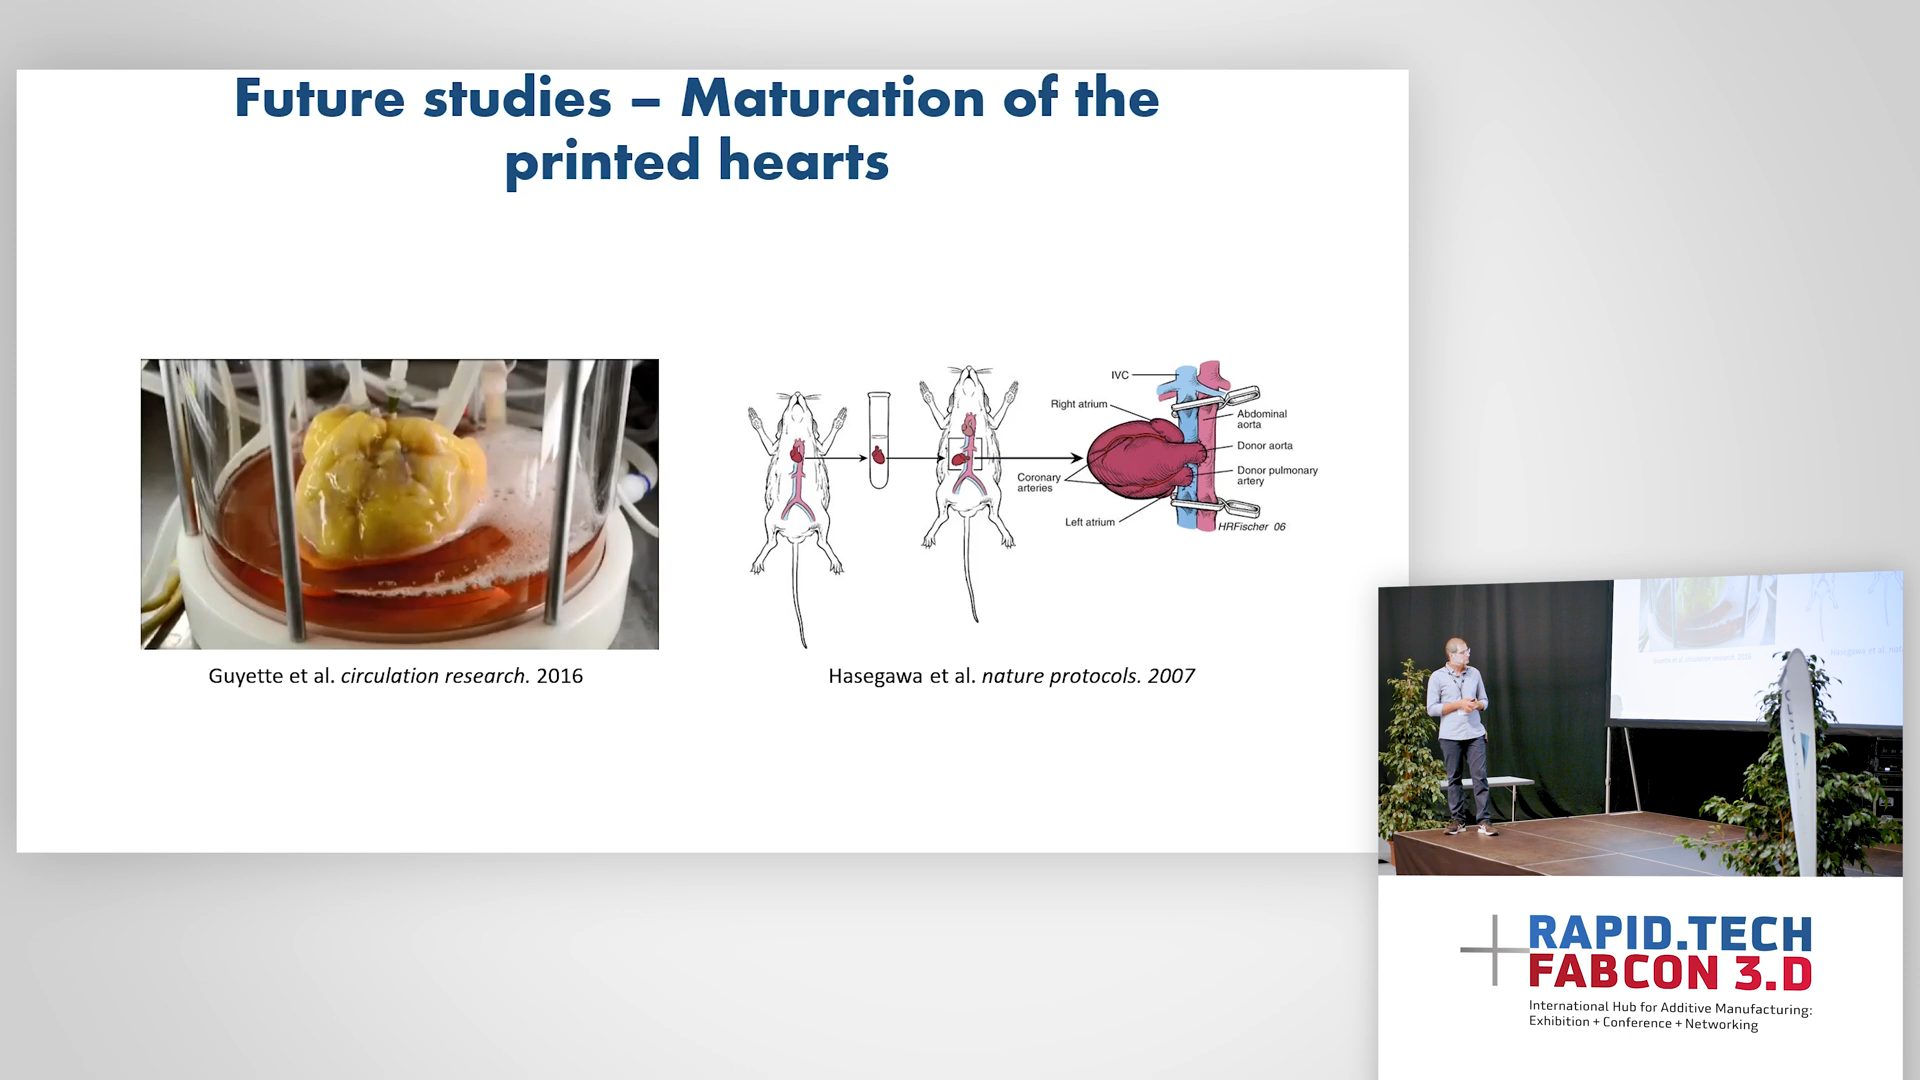 Future studies – Maturation of the
printed hearts
IVC
Right atrium
Abdominal
aorta
Donor aorta
Donor pulmonary
artery
Coronary
arteries
Left atrium
HRFischer 06
Guyette et al. circulation research. 2016
Hasegawa et al. nature protocols. 2007
RAPID.TECH
FABCON 3.D
International Hub for Additive Manufacturing:
Exhibition + Conference + Networking